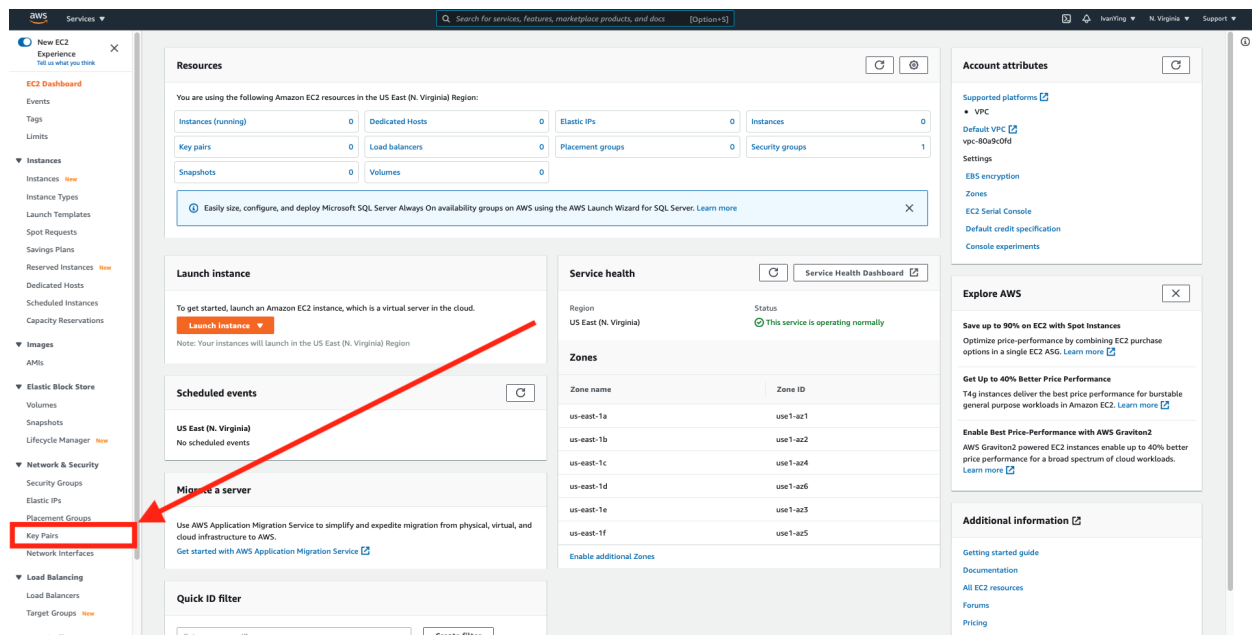 aws
Services ▼
Search for services, features, marketplace products, and docs [Option+S]
IvanYing ▼
N. Virginia ▼
Support ▼
New EC2
Experience
Tell us what you think
EC2 Dashboard
Events
Tags
Limits
▼ Instances
Instances New
Instance Types
Launch Templates
Spot Requests
Savings Plans
Reserved Instances New
Dedicated Hosts
Scheduled Instances
Capacity Reservations
▼ Images
AMIs
▼ Elastic Block Store
Volumes
Snapshots
Lifecycle Manager New
▼ Network & Security
Security Groups
Elastic IPs
Placement Groups
Key Pairs
Network Interfaces
▼ Load Balancing
Load Balancers
Target Groups New
Resources
You are using the following Amazon EC2 resources in the US East (N. Virginia) Region:
Instances (running) 0
Dedicated Hosts 0
Elastic IPs 0
Instances 0
Key pairs 0
Load balancers 0
Placement groups 0
Security groups 1
Snapshots 0
Volumes 0
Easily size, configure, and deploy Microsoft SQL Server Always On availability groups on AWS using the AWS Launch Wizard for SQL Server. Learn more
Launch instance
To get started, launch an Amazon EC2 instance, which is a virtual server in the cloud.
Launch instance ▼
Note: Your instances will launch in the US East (N. Virginia) Region
Scheduled events
US East (N. Virginia)
No scheduled events
Migrate a server
Use AWS Application Migration Service to simplify and expedite migration from physical, virtual, and
cloud infrastructure to AWS.
Get started with AWS Application Migration Service
Quick ID filter
Create filter
Service health
Service Health Dashboard
Region
Status
US East (N. Virginia)
This service is operating normally
Zones
Zone name
Zone ID
us-east-1a use1-az1
us-east-1b use1-az2
us-east-1c use1-az4
us-east-1d use1-az6
us-east-1e use1-az3
us-east-1f use1-az5
Enable additional Zones
Account attributes
Supported platforms
• VPC
Default VPC
vpc-80a9c0fd
Settings
EBS encryption
Zones
EC2 Serial Console
Default credit specification
Console experiments
Explore AWS
Save up to 90% on EC2 with Spot Instances
Optimize price-performance by combining EC2 purchase
options in a single EC2 ASG. Learn more
Get Up to 40% Better Price Performance
T4g instances deliver the best price performance for burstable
general purpose workloads in Amazon EC2. Learn more
Enable Best Price-Performance with AWS Graviton2
AWS Graviton2 powered EC2 instances enable up to 40% better
price performance for a broad spectrum of cloud workloads.
Learn more
Additional information
Getting started guide
Documentation
All EC2 resources
Forums
Pricing